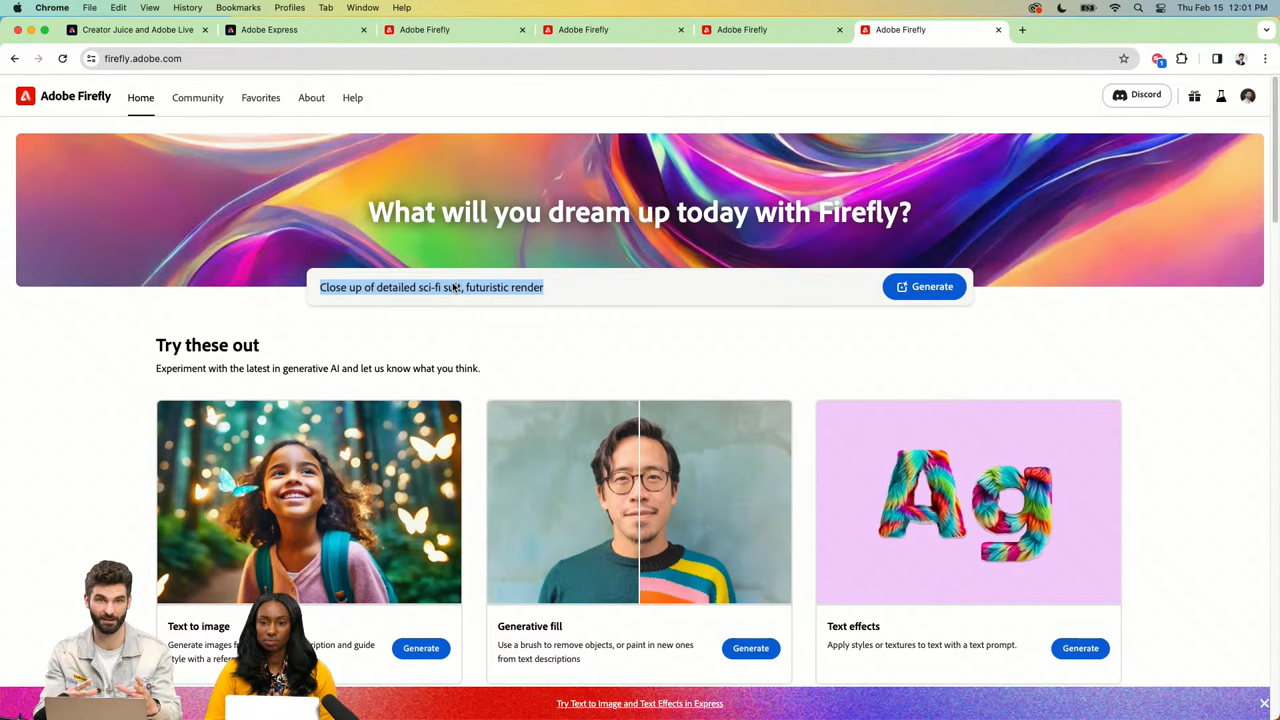 Chrome File Edit View History Bookmarks Profiles Tab Window Help Thu Feb 15 12:01 PM
Creator Juice and Adobe Live Adobe Express Adobe Firefly Adobe Firefly Adobe Firefly Adobe Firefly
firefly.adobe.com
1
Adobe Firefly Home Community Favorites About Help Discord
What will you dream up today with Firefly?
Close up of detailed sci-fi suit, futuristic render Generate
Try these out
Experiment with the latest in generative AI and let us know what you think.
Ag
Text to image
Generate images
and guide
with a
Generate
Generative fill
Use a brush to remove objects, or paint in new ones
from text descriptions
Generate
Text effects
Apply styles or textures to text with a text prompt.
Generate
Try Text to Image and Text Effects in Express